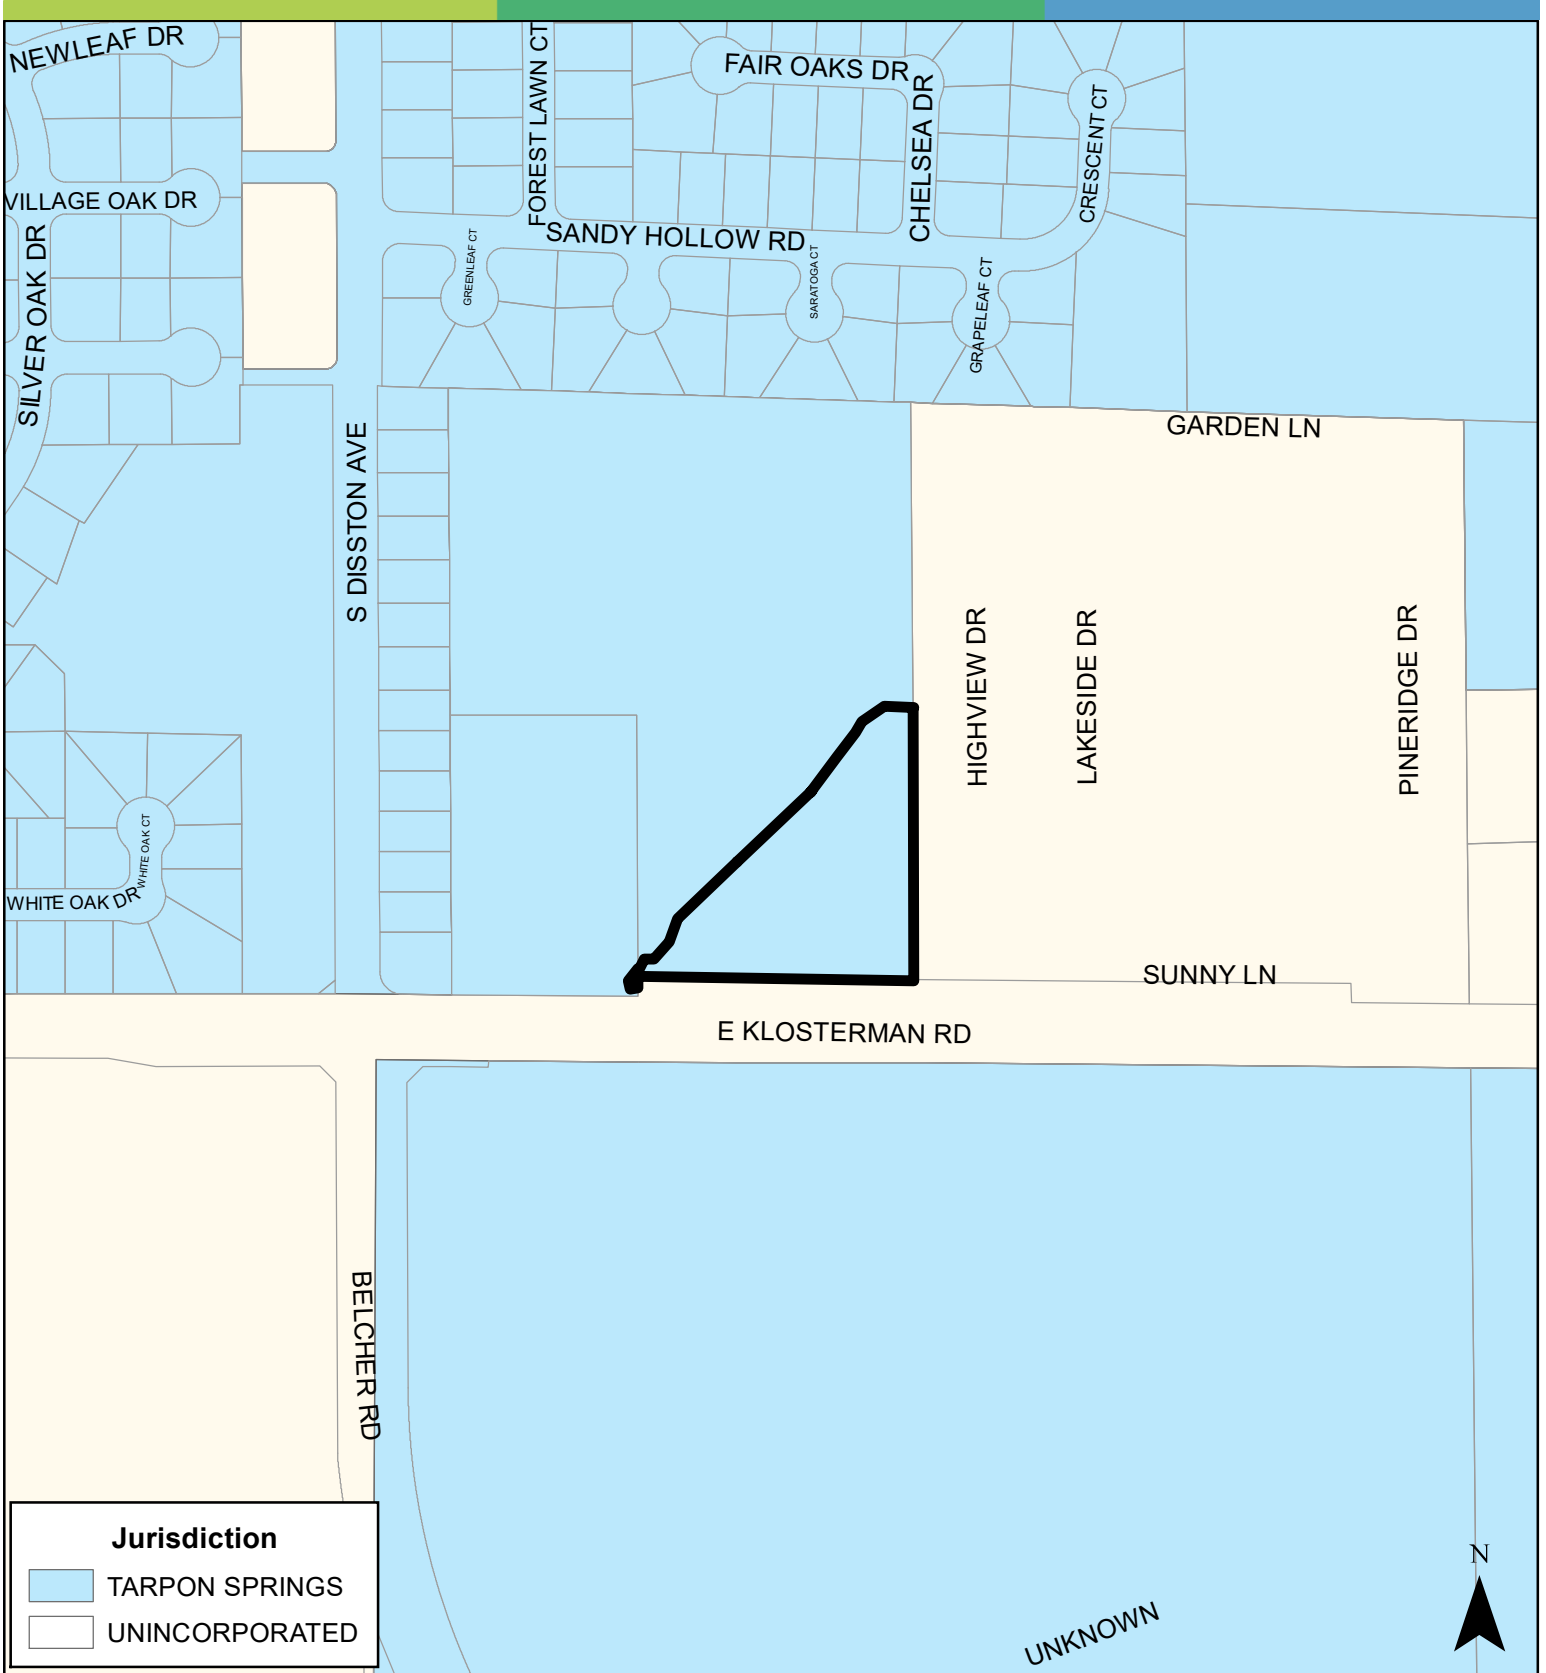 NEWLEAF DR
FOREST LAWN CT
FAIR OAKS DR
CHELSEA DR
CRESCENT CT
VILLAGE OAK DR
SILVER OAK DR
SANDY HOLLOW RD
GREENLEAF CT
SARATOGA CT
GRAPELEAF CT
S DISSTON AVE
GARDEN LN
HIGHVIEW DR
LAKESIDE DR
PINERIDGE DR
WHITE OAK CT
WHITE OAK DR
SUNNY LN
E KLOSTERMAN RD
BELCHER RD
Jurisdiction
TARPON SPRINGS
UNINCORPORATED
UNKNOWN
N